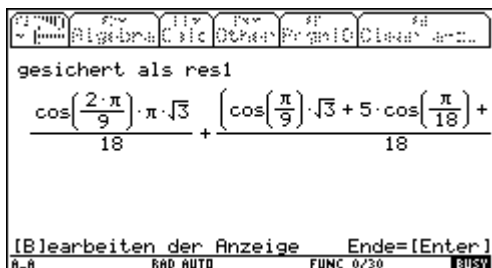 Algebra Calc Other PrgmIO Clean
gesichert als res1
cos(2·π/9)·π·√3/18 + (cos(π/9)·√3 + 5·cos(π/18) + /18
[B]earbeiten der Anzeige Ende=[Enter]
RAD AUTO FUNC 0/30 BUSY